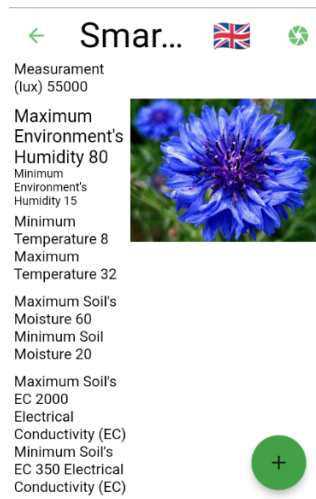 Smar...
Measurament
(lux) 55000
Maximum
Environment's
Humidity 80
Minimum
Environment's
Humidity 15
Minimum
Temperature 8
Maximum
Temperature 32
Maximum Soil's
Moisture 60
Minimum Soil
Moisture 20
Maximum Soil's
EC 2000
Electrical
Conductivity (EC)
Minimum Soil's
EC 350 Electrical
Conductivity (EC)